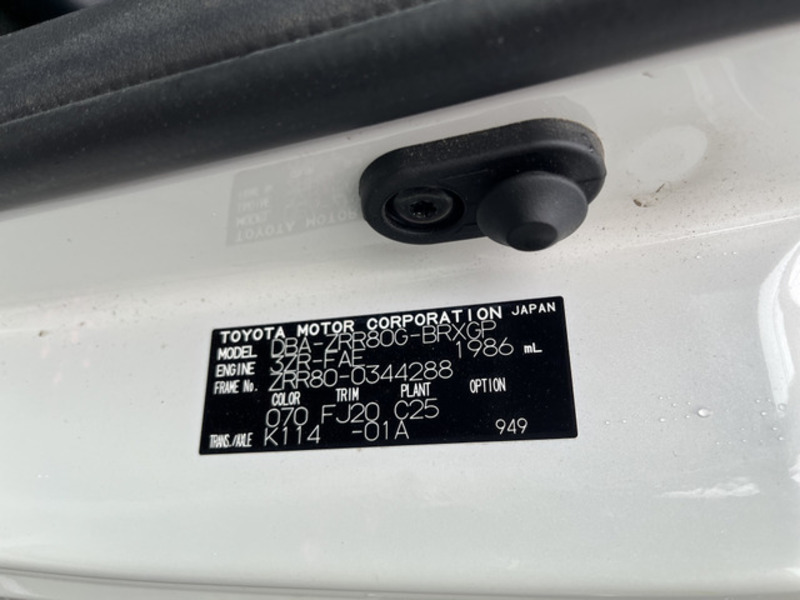 TOYOTA MOTOR CORPORATION JAPAN
MODEL DBA-ZRR80G-BRXGP
ENGINE 3ZR-FAE 1986 mL
FRAME No. ZRR80-0344288
COLOR TRIM PLANT OPTION
070 FJ20 C25
TRANS./AXLE K114 -01A 949